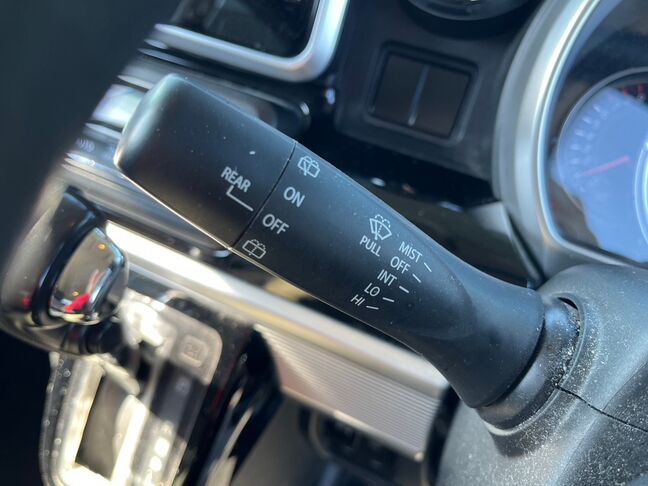 REAR
ON
OFF
PULL
MIST
OFF
INT
LO
HI